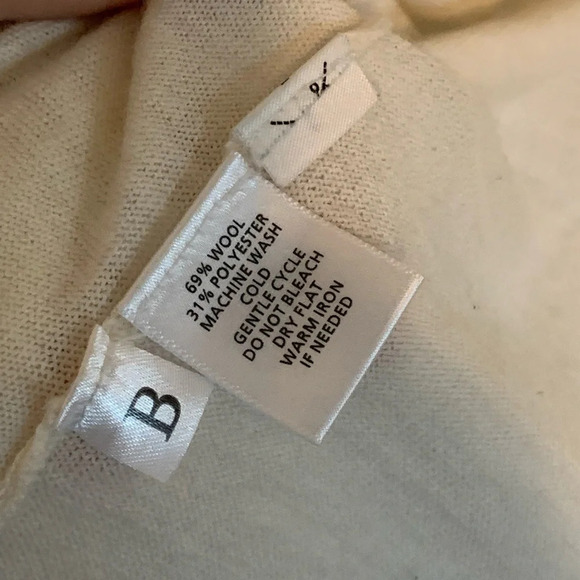 69% WOOL
31% POLYESTER
MACHINE WASH
COLD
GENTLE CYCLE
DO NOT BLEACH
DRY FLAT
WARM IRON
IF NEEDED
B